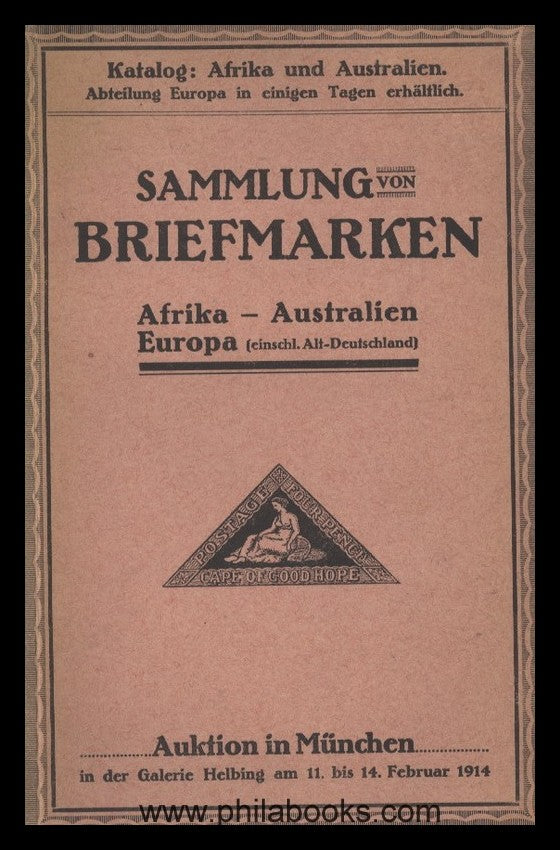 Katalog: Afrika und Australien.
Abteilung Europa in einigen Tagen erhältlich.
SAMMLUNG VON
BRIEFMARKEN
Afrika – Australien
Europa (einschl. Alt-Deutschland)
POSTAGE
FOUR PENCE
CAPE OF GOOD HOPE
Auktion in München
in der Galerie Helbing am 11. bis 14. Februar 1914
www.philabooks.com